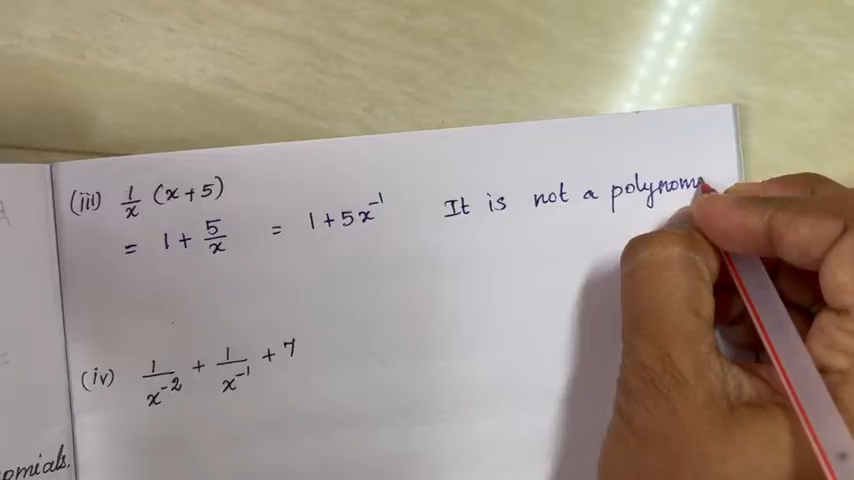 (iii) 1/x (x+5)
= 1 + 5/x = 1 + 5x⁻¹ It is not a polynom
(iv) 1/x⁻² + 1/x⁻¹ + 7
omials.